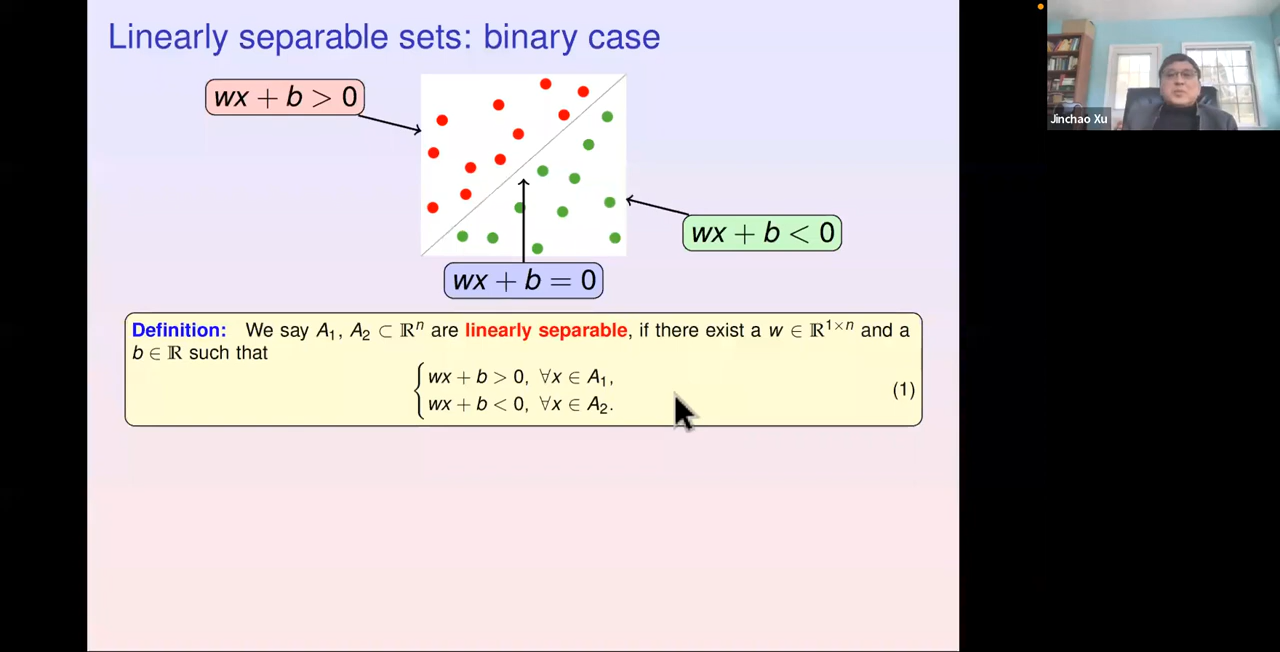 Linearly separable sets: binary case
wx + b > 0
wx + b < 0
wx + b = 0
Definition: We say A₁, A₂ ⊂ ℝⁿ are linearly separable, if there exist a w ∈ ℝ¹ˣⁿ and a
b ∈ ℝ such that
wx + b > 0, ∀x ∈ A₁,
wx + b < 0, ∀x ∈ A₂.
(1)
Jinchao Xu